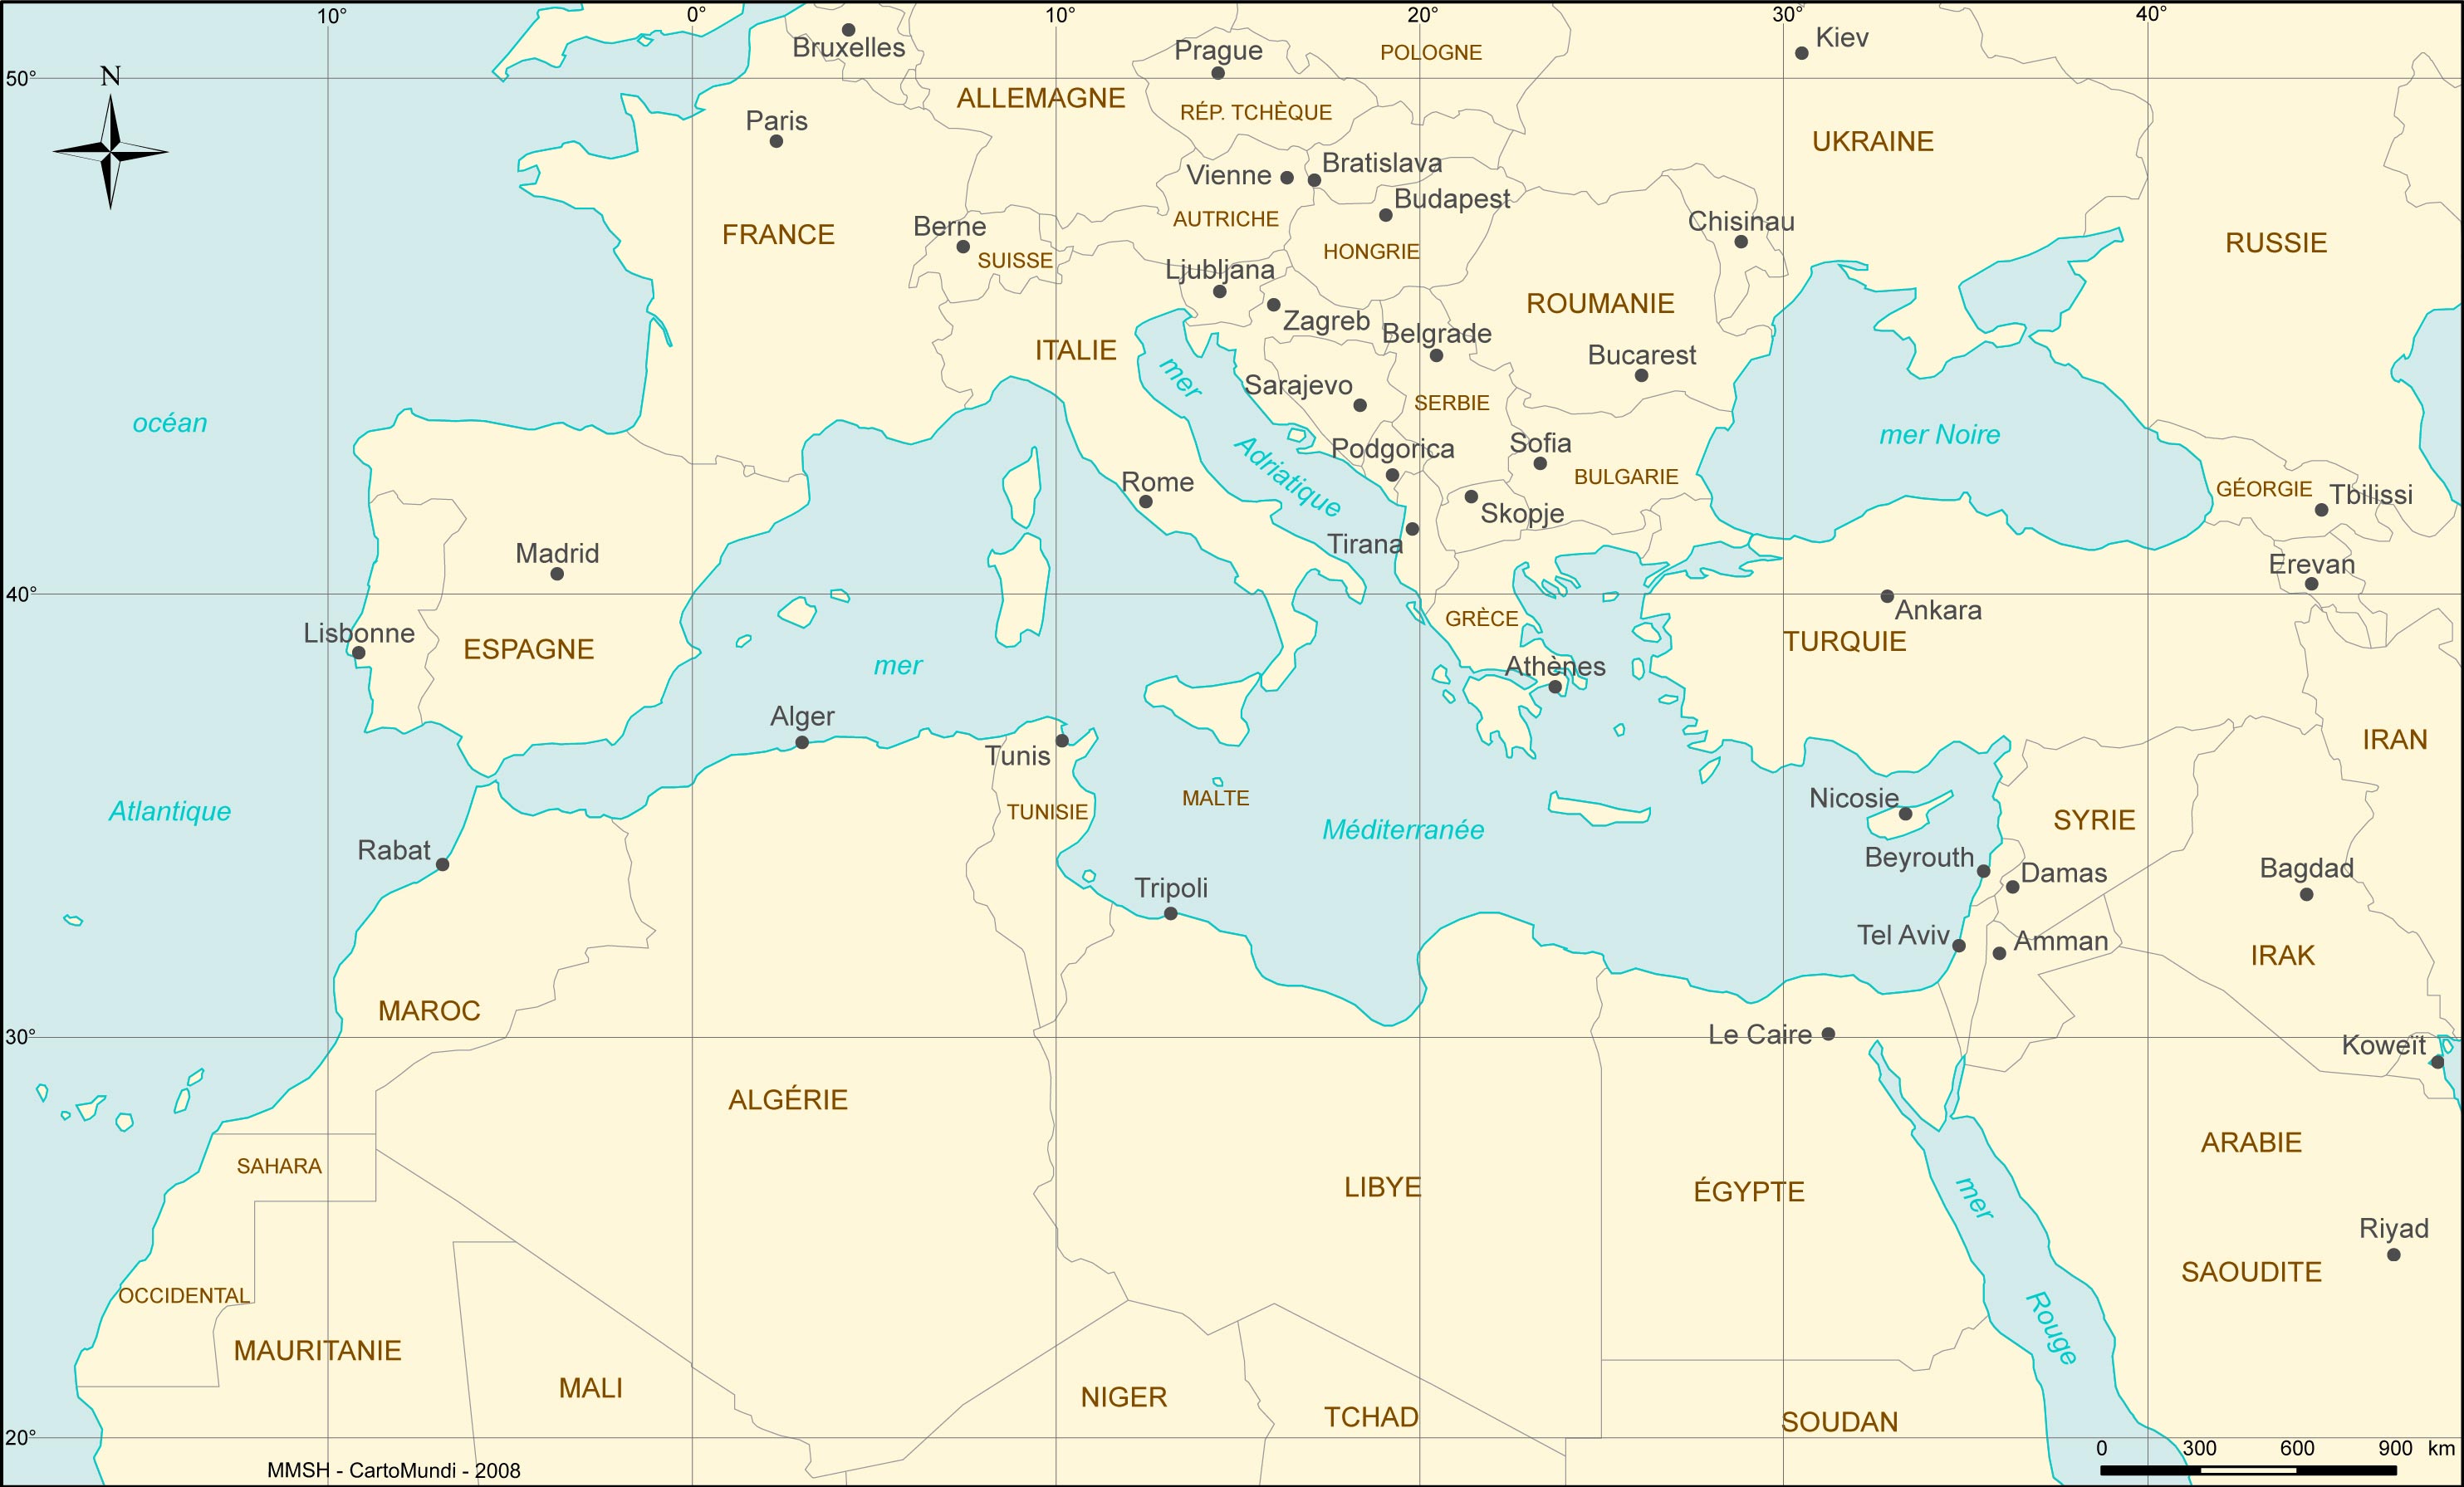 10°
0°
10°
20°
30°
40°
Bruxelles
Kiev
Prague
POLOGNE
50°
N
ALLEMAGNE
RÉP. TCHÈQUE
Paris
UKRAINE
Vienne
Bratislava
Budapest
AUTRICHE
Chisinau
FRANCE
Berne
SUISSE
HONGRIE
RUSSIE
Ljubljana
ROUMANIE
Zagreb
Belgrade
ITALIE
Bucarest
mer
Sarajevo
SERBIE
océan
mer Noire
Podgorica
Sofia
Adriatique
BULGARIE
Rome
GÉORGIE
Tbilissi
Skopje
Tirana
Madrid
Erevan
40°
Ankara
GRÈCE
Lisbonne
ESPAGNE
TURQUIE
mer
Athènes
Alger
Tunis
IRAN
MALTE
Nicosie
Atlantique
TUNISIE
Méditerranée
SYRIE
Rabat
Beyrouth
Damas
Bagdad
Tripoli
Tel Aviv
Amman
IRAK
MAROC
30°
Le Caire
Koweït
ALGÉRIE
ARABIE
SAHARA
LIBYE
ÉGYPTE
mer
Riyad
SAOUDITE
OCCIDENTAL
Rouge
MAURITANIE
MALI
NIGER
TCHAD
SOUDAN
20°
0 300 600 900 km
MMSH - CartoMundi - 2008